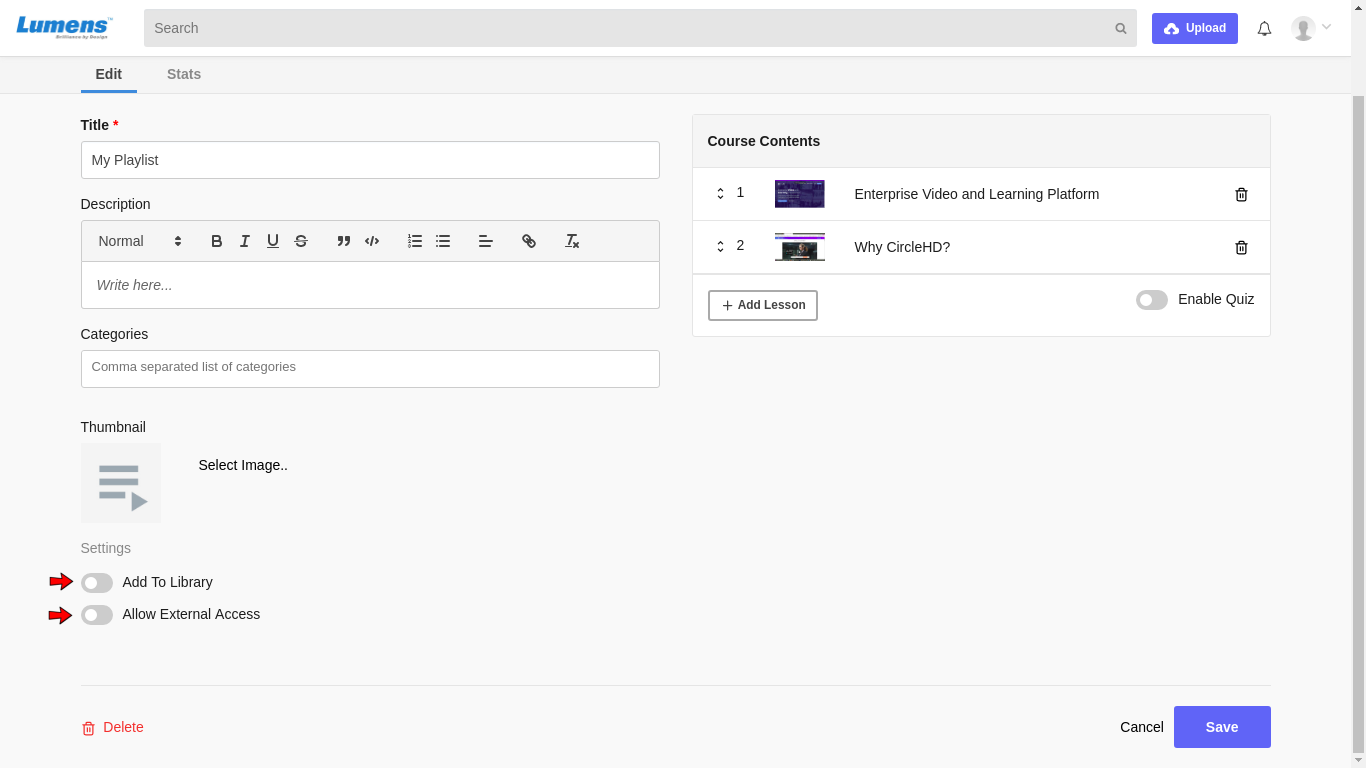 Lumens™
Brilliance by Design
Search
Upload
Edit
Stats
Title *
My Playlist
Description
Normal
Write here...
Categories
Comma separated list of categories
Thumbnail
Select Image..
Settings
Add To Library
Allow External Access
Course Contents
1
Enterprise Video and Learning Platform
2
Why CircleHD?
Add Lesson
Enable Quiz
Delete
Cancel
Save